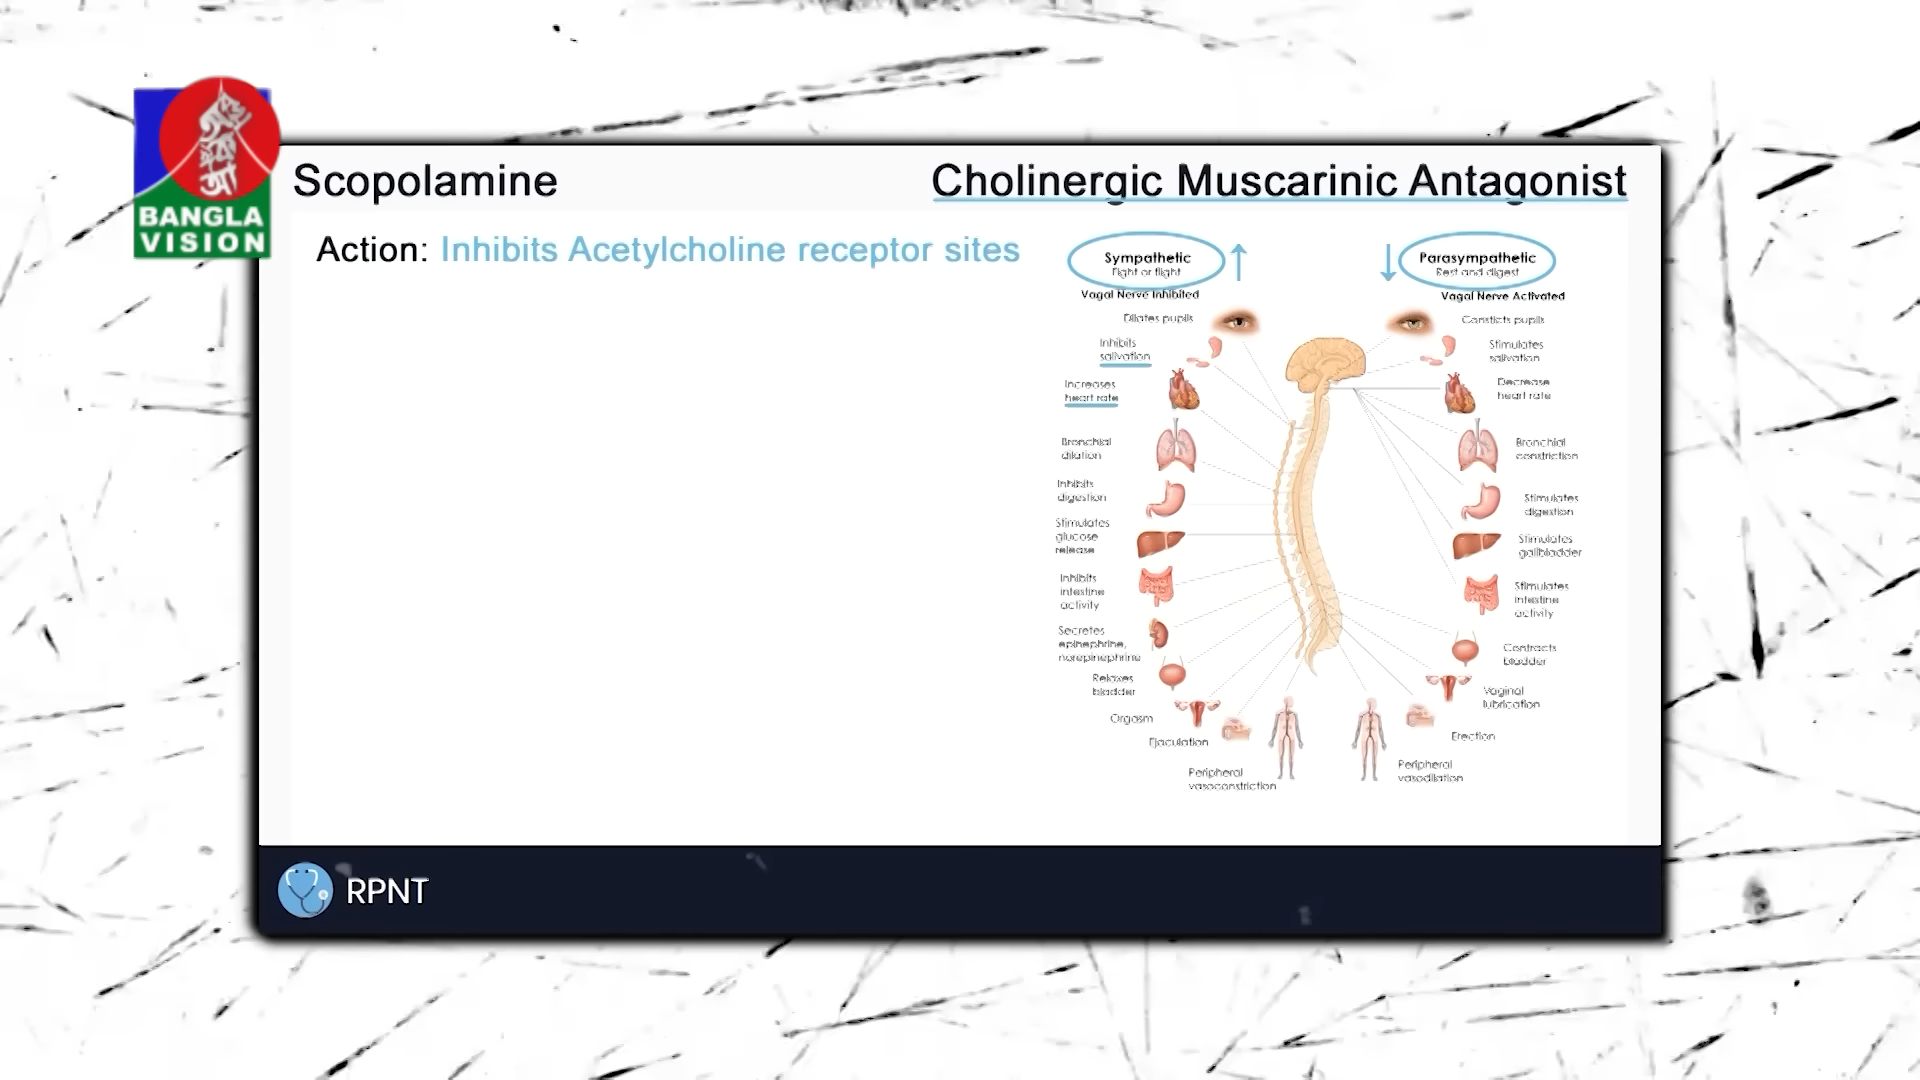 BANGLA
VISION
Scopolamine
Cholinergic Muscarinic Antagonist
Action: Inhibits Acetylcholine receptor sites
Sympathetic
Fight or flight
Vagal Nerve Inhibited
Dilates pupils
Inhibits
salivation
Increases
heart rate
Bronchial
dilation
Inhibits
digestion
Stimulates
glucose
release
Inhibits
intestine
activity
Secretes
epinephrine,
norepinephrine
Relaxes
bladder
Orgasm
Ejaculation
Peripheral
vasoconstriction
Parasympathetic
Rest and digest
Vagal Nerve Activated
Constricts pupils
Stimulates
salivation
Decrease
heart rate
Bronchial
constriction
Stimulates
digestion
Stimulates
gallbladder
Stimulates
intestine
activity
Contracts
bladder
Vaginal
lubrication
Erection
Peripheral
vasodilation
RPNT